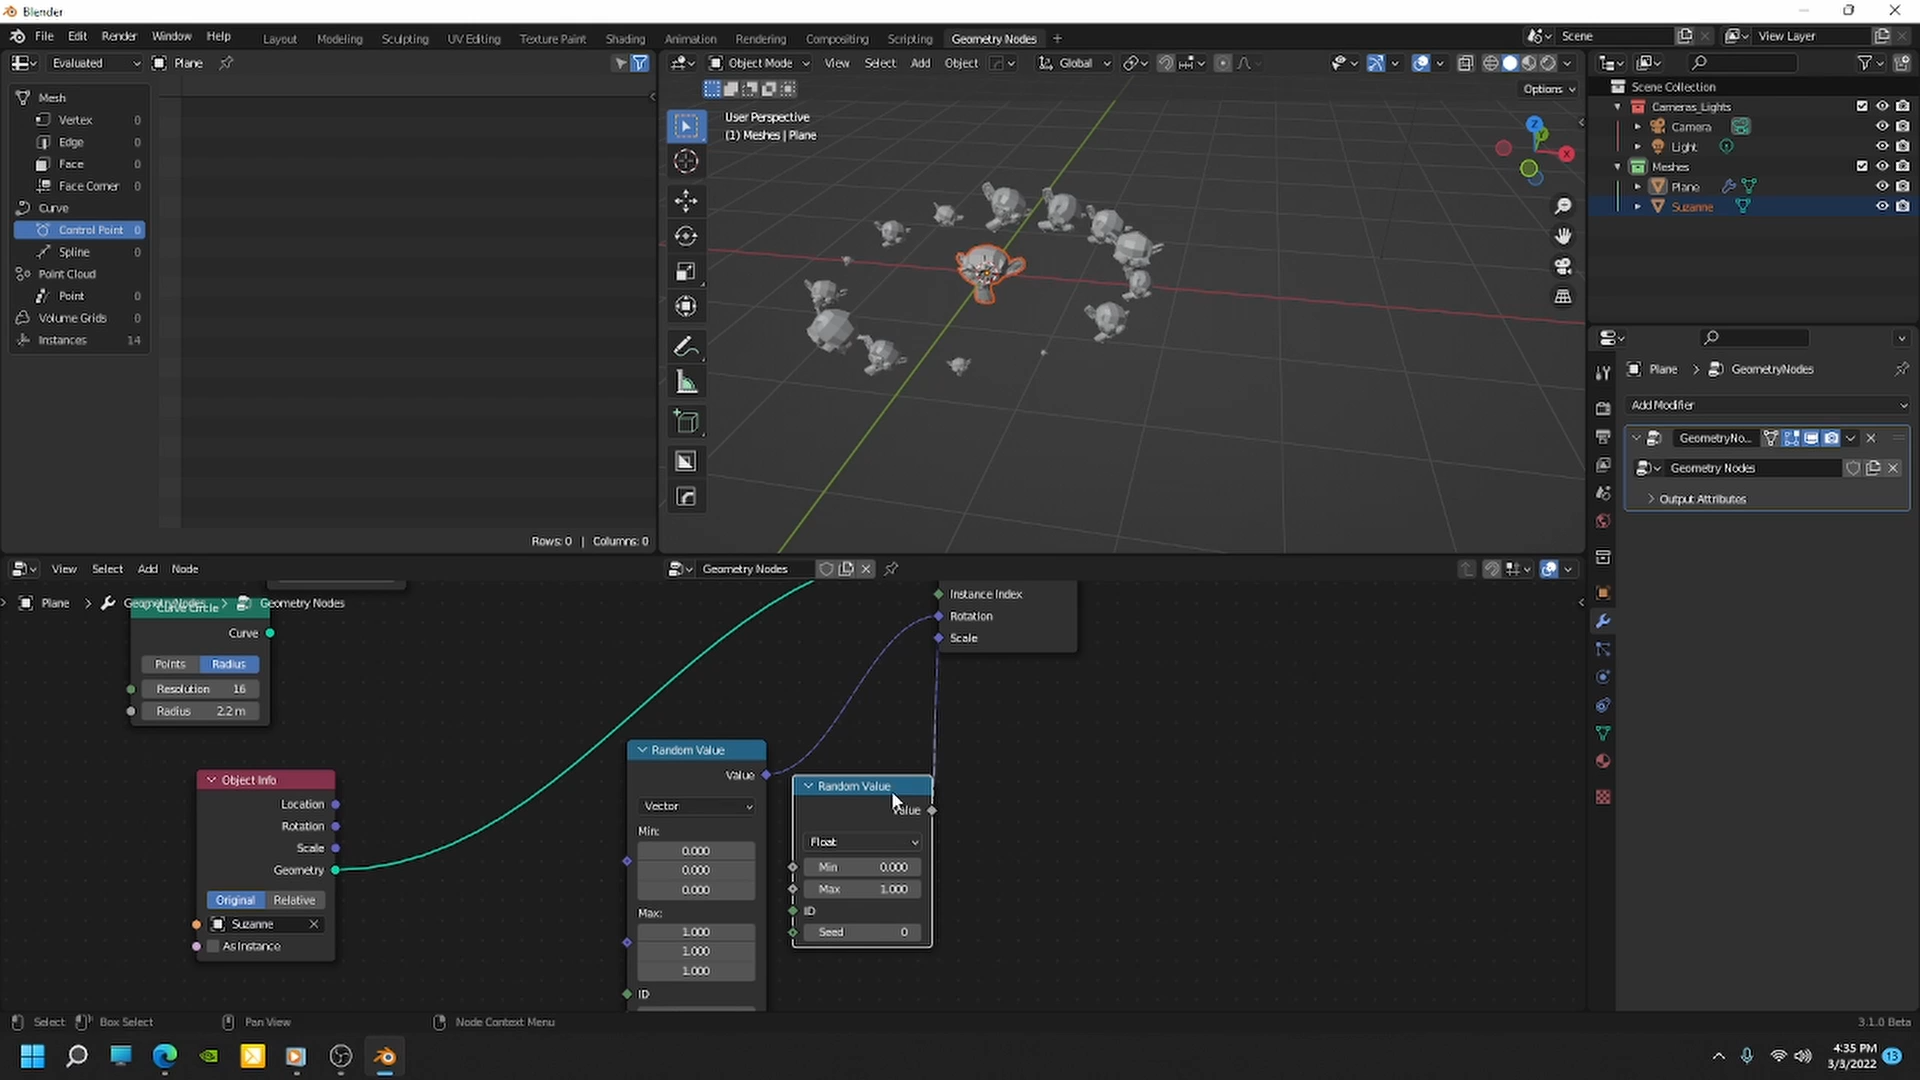 Blender
File Edit Render Window Help
Layout Modeling Sculpting UV Editing Texture Paint Shading Animation Rendering Compositing Scripting Geometry Nodes +
Scene
View Layer
Evaluated
Plane
Mesh
Vertex 0
Edge 0
Face 0
Face Corner 0
Curve
Control Point 0
Spline 0
Point Cloud
Point 0
Volume Grids 0
Instances 14
Rows: 0 | Columns: 0
Object Mode View Select Add Object Global
Options
User Perspective
(1) Meshes | Plane
Z
Y
X
Scene Collection
Cameras_Lights
Camera
Light
Meshes
Plane
Suzanne
Plane > GeometryNodes
Add Modifier
GeometryNo...
Geometry Nodes
Output Attributes
View Select Add Node
Geometry Nodes
Plane > GeometryNodes > Geometry Nodes
Curve Circle
Curve
Points Radius
Resolution 16
Radius 2.2 m
Object Info
Location
Rotation
Scale
Geometry
Original Relative
Suzanne
As Instance
Random Value
Value
Vector
Min:
0.000
0.000
0.000
Max:
1.000
1.000
1.000
ID
Random Value
Value
Float
Min 0.000
Max 1.000
ID
Seed 0
Instance Index
Rotation
Scale
Select Box Select Pan View Node Context Menu
3.1.0 Beta
4:35 PM
3/3/2022
13